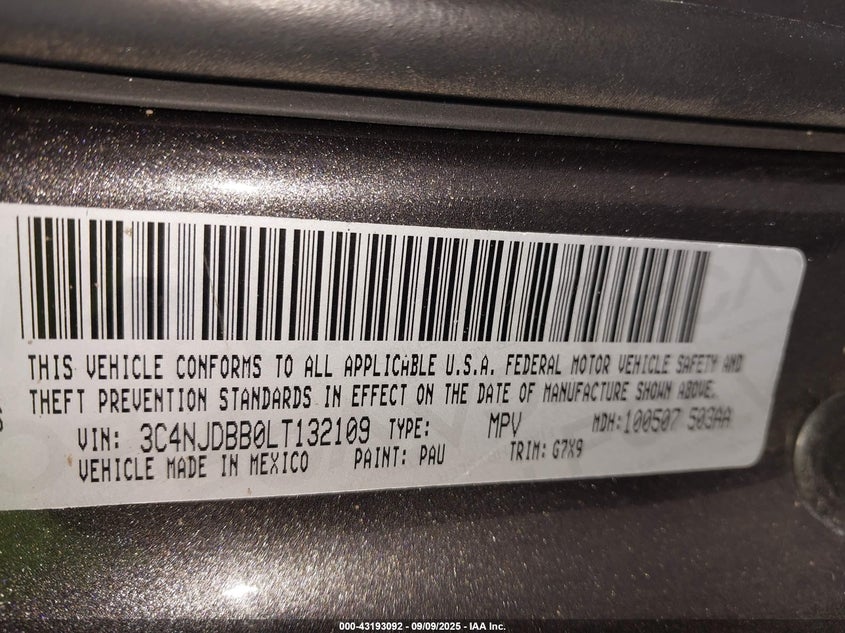 THIS VEHICLE CONFORMS TO ALL APPLICABLE U.S.A. FEDERAL MOTOR VEHICLE SAFETY AND
THEFT PREVENTION STANDARDS IN EFFECT ON THE DATE OF MANUFACTURE SHOWN ABOVE.
VIN: 3C4NJDBB0LT132109 TYPE: MPV MDH:100507 503AA
VEHICLE MADE IN MEXICO PAINT: PAU TRIM: G7X9
000-43193092 - 09/09/2025 - IAA Inc.